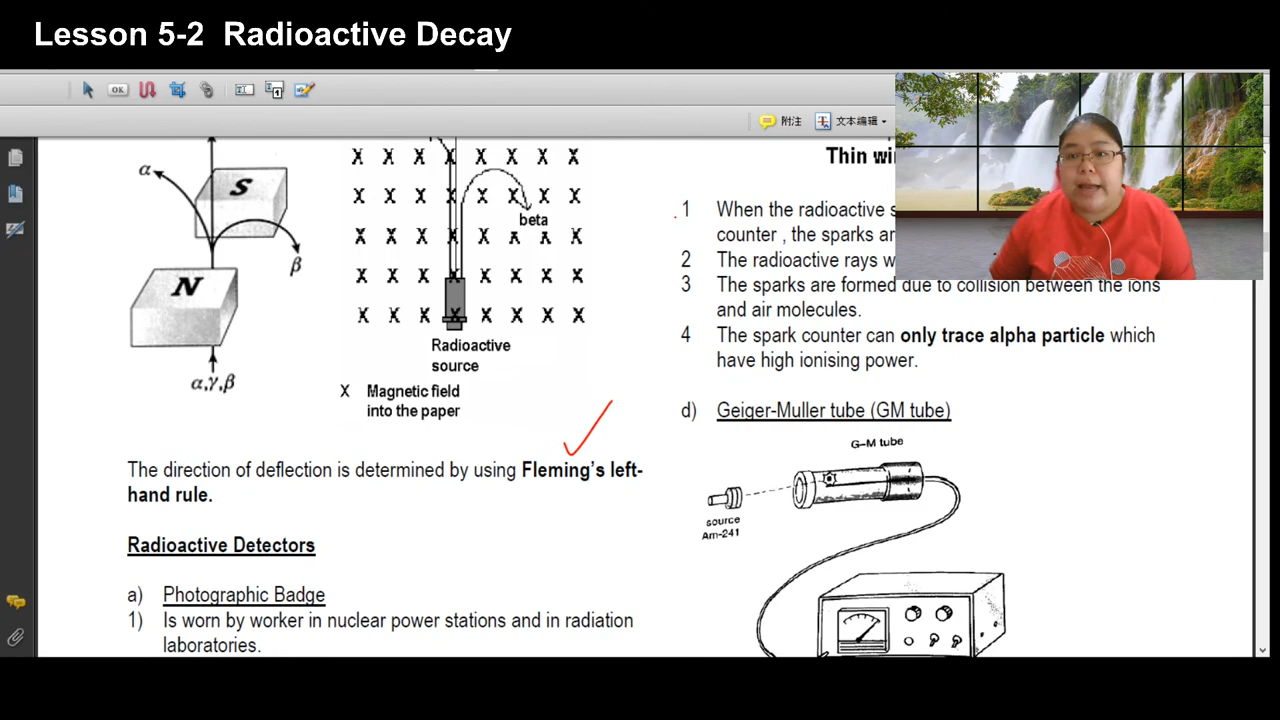 Lesson 5-2 Radioactive Decay
OK
附注
文本编辑
α
S
β
N
α,γ,β
X X X X X X X X
X X X X X X X
beta
X X X X X X X X
X X X X X X X X
X X X X X X X X
Radioactive
source
X Magnetic field
into the paper
The direction of deflection is determined by using Fleming's left-
hand rule.
Radioactive Detectors
a) Photographic Badge
1) Is worn by worker in nuclear power stations and in radiation
laboratories.
Thin
1 When the radioactive
counter , the sparks
2 The radioactive rays
3 The sparks are formed due to collision between the ions
and air molecules.
4 The spark counter can only trace alpha particle which
have high ionising power.
d) Geiger-Muller tube (GM tube)
G-M tube
source
Am-241